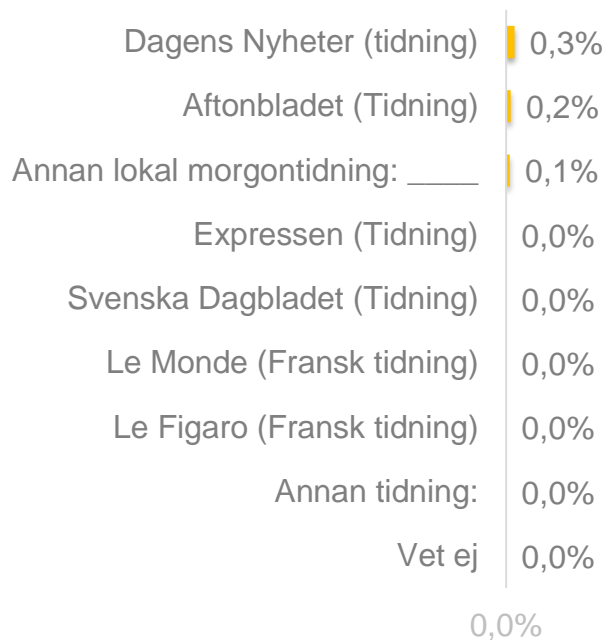 Dagens Nyheter (tidning) 0,3%
Aftonbladet (Tidning) 0,2%
Annan lokal morgontidning: ____ 0,1%
Expressen (Tidning) 0,0%
Svenska Dagbladet (Tidning) 0,0%
Le Monde (Fransk tidning) 0,0%
Le Figaro (Fransk tidning) 0,0%
Annan tidning: 0,0%
Vet ej 0,0%
0,0%